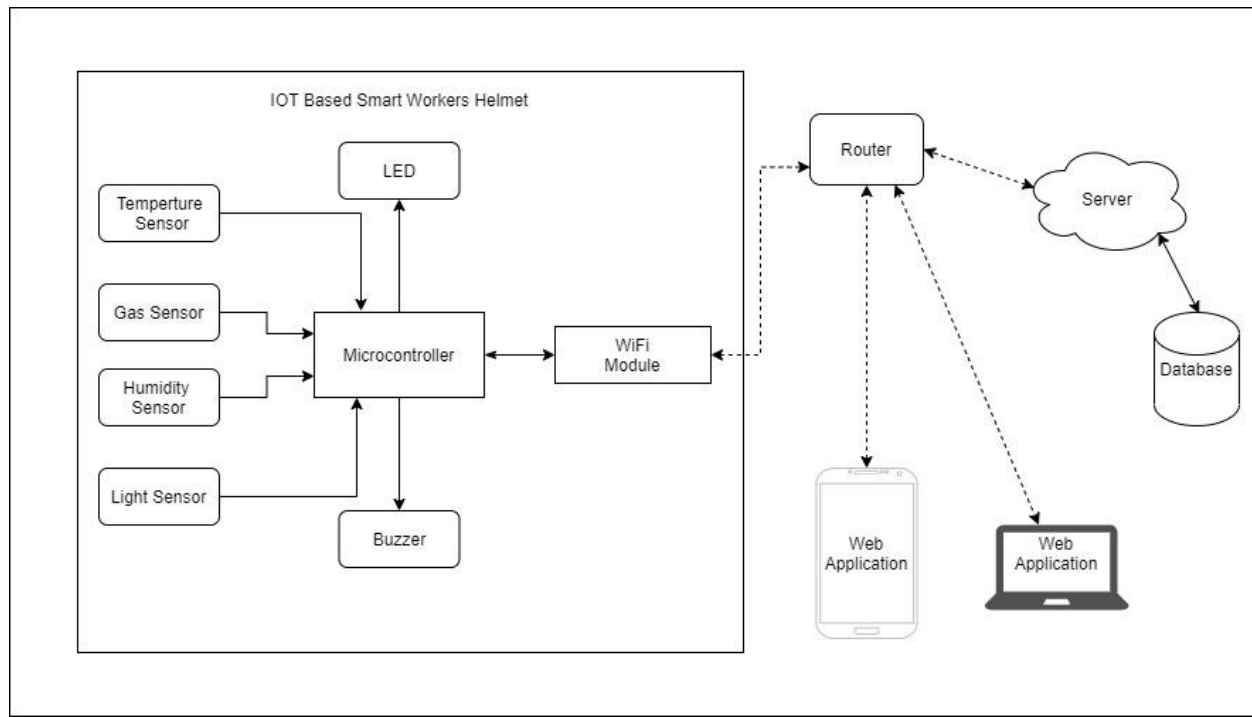 IOT Based Smart Workers Helmet
LED
Temperture
Sensor
Gas Sensor
Humidity
Sensor
Light Sensor
Microcontroller
Buzzer
WiFi
Module
Router
Server
Database
Web
Application
Web
Application